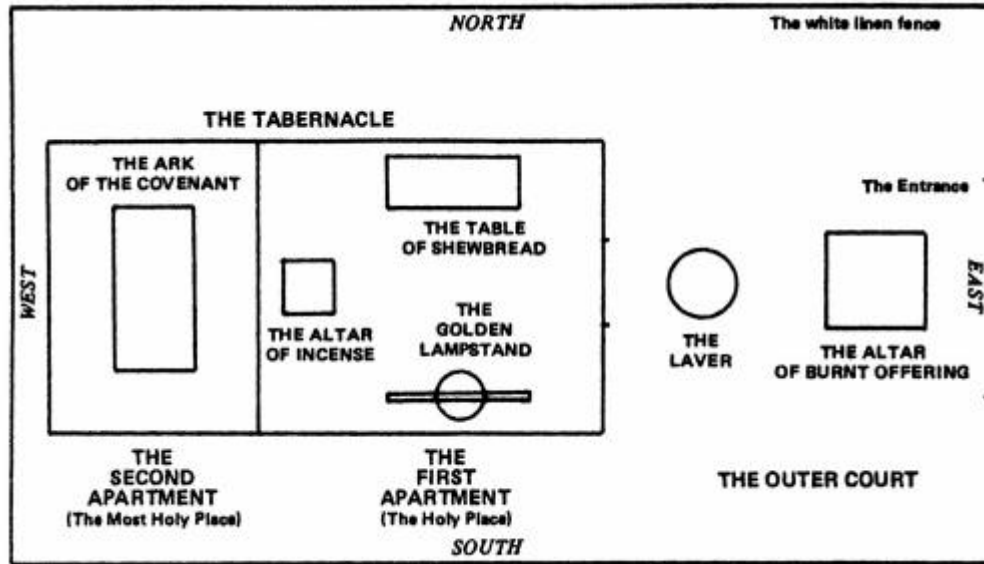 NORTH
The white linen fence
THE TABERNACLE
THE ARK
OF THE COVENANT
The Entrance
THE TABLE
OF SHEWBREAD
WEST
EAST
THE ALTAR
OF INCENSE
THE
GOLDEN
LAMPSTAND
THE
LAVER
THE ALTAR
OF BURNT OFFERING
THE
SECOND
APARTMENT
(The Most Holy Place)
THE
FIRST
APARTMENT
(The Holy Place)
THE OUTER COURT
SOUTH